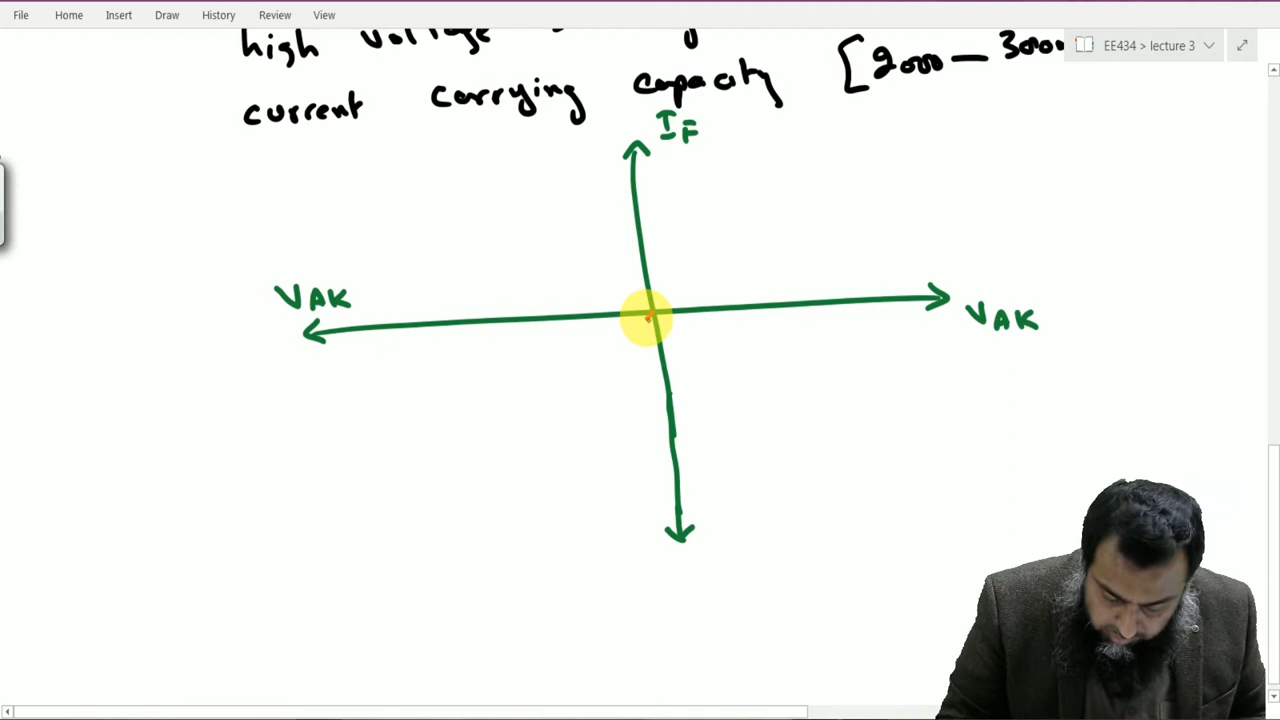 File Home Insert Draw History Review View
EE434 > lecture 3
high voltage
current carrying capacity [2000 — 3000
IF
VAK
VAK